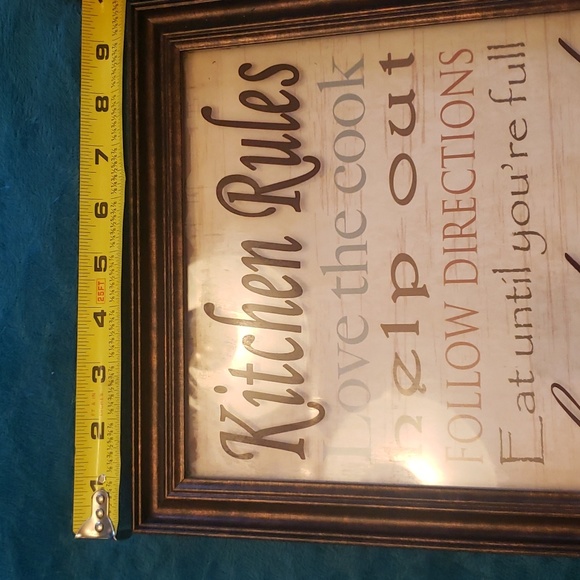 Kitchen Rules
Love the cook
help out
FOLLOW DIRECTIONS
Eat until you're full
1 2 3 4 5 6 7 8 9
25FT